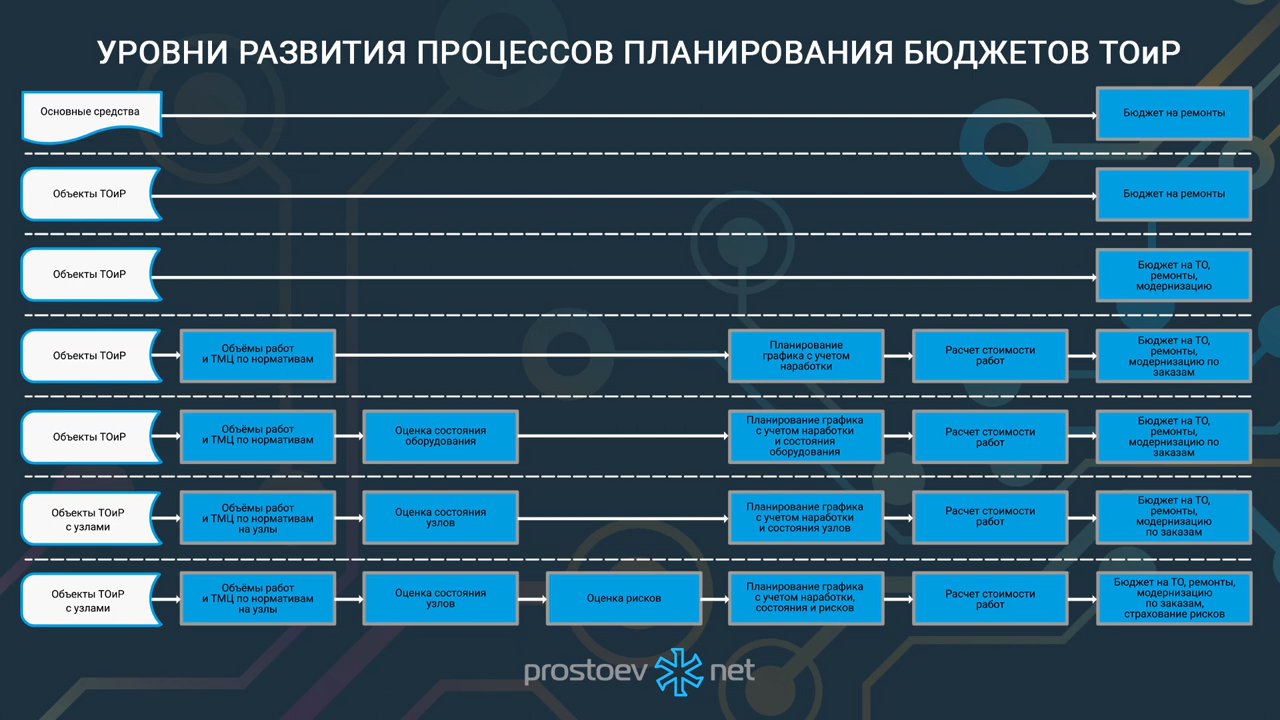 УРОВНИ РАЗВИТИЯ ПРОЦЕССОВ ПЛАНИРОВАНИЯ БЮДЖЕТОВ ТОиР
Основные средства
Бюджет на ремонты
Объекты ТОиР
Бюджет на ремонты
Объекты ТОиР
Бюджет на ТО,
ремонты,
модернизацию
Объекты ТОиР
Объёмы работ
и ТМЦ по нормативам
Планирование
графика с учетом
наработки
Расчет стоимости
работ
Бюджет на ТО,
ремонты,
модернизацию по
заказам
Объекты ТОиР
Объёмы работ
и ТМЦ по нормативам
Оценка состояния
оборудования
Планирование графика
с учетом наработки
и состояния
оборудования
Расчет стоимости
работ
Бюджет на ТО,
ремонты,
модернизацию по
заказам
Объекты ТОиР
с узлами
Объёмы работ
и ТМЦ по нормативам
на узлы
Оценка состояния
узлов
Планирование графика
с учетом наработки
и состояния узлов
Расчет стоимости
работ
Бюджет на ТО,
ремонты,
модернизацию
по заказам
Объекты ТОиР
с узлами
Объёмы работ
и ТМЦ по нормативам
на узлы
Оценка состояния
узлов
Оценка рисков
Планирование графика
с учетом наработки,
состояния и рисков
Расчет стоимости
работ
Бюджет на ТО, ремонты,
модернизацию
по заказам,
страхование рисков
prostoev net